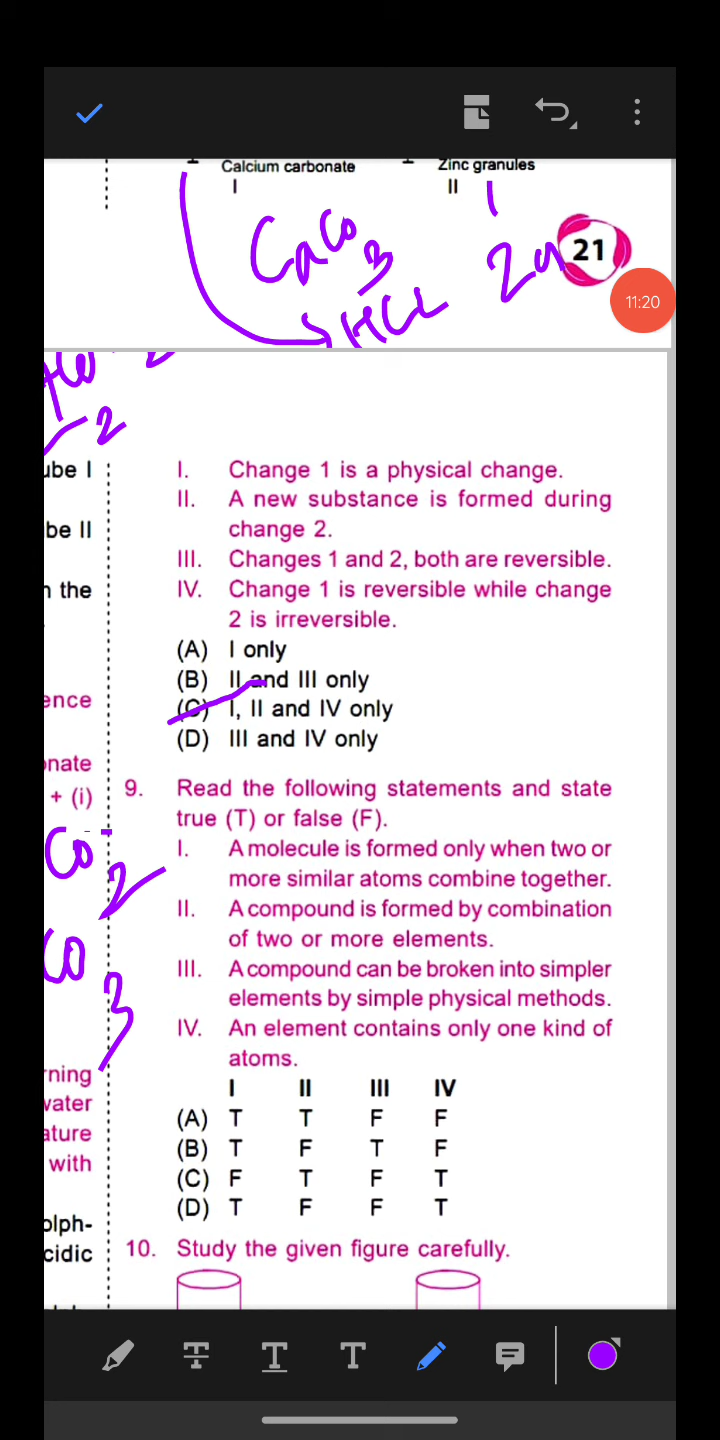 Calcium carbonate
Zinc granules
I
II
CaCO3
HCl
21
11:20
2
ube I
I. Change 1 is a physical change.
II. A new substance is formed during
be II
change 2.
III. Changes 1 and 2, both are reversible.
n the
IV. Change 1 is reversible while change
2 is irreversible.
(A) I only
(B) II and III only
ence
(C) I, II and IV only
(D) III and IV only
onate
9. Read the following statements and state
+ (i)
true (T) or false (F).
CO2
I. A molecule is formed only when two or
more similar atoms combine together.
II. A compound is formed by combination
of two or more elements.
CO3
III. A compound can be broken into simpler
elements by simple physical methods.
IV. An element contains only one kind of
atoms.
rning
I II III IV
vater
(A) T T F F
ature
(B) T F T F
with
(C) F T F T
(D) T F F T
olph-
cidic
10. Study the given figure carefully.
T T T